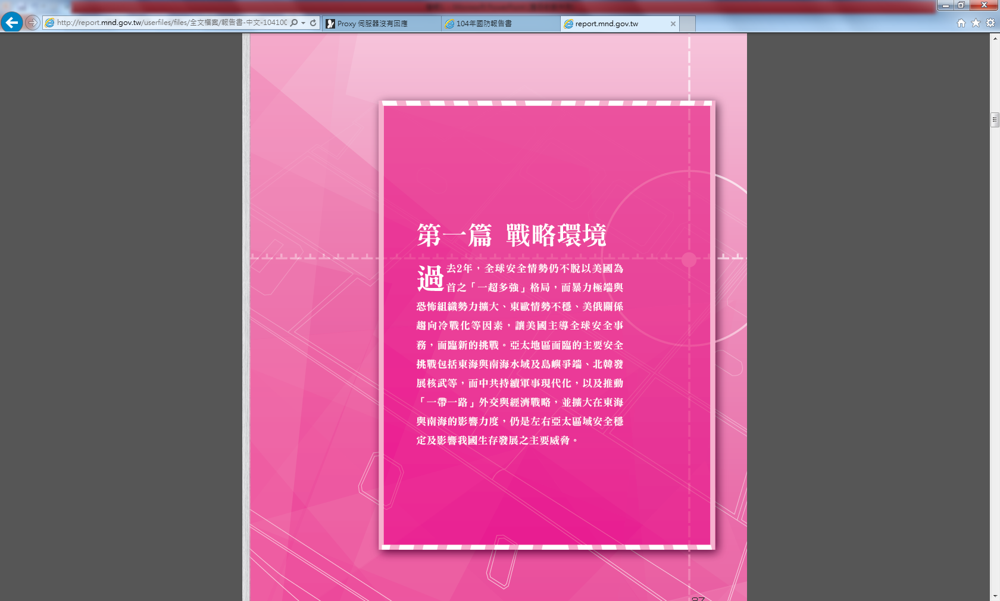 http://report.mnd.gov.tw/userfiles/files/全文檔案/報告書-中文-10410
Proxy 伺服器沒有回應
104年國防報告書
report.mnd.gov.tw
第一篇 戰略環境
過去2年，全球安全情勢仍不脫以美國為
首之「一超多強」格局，而暴力極端與
恐怖組織勢力擴大、東歐情勢不穩、美俄關係
趨向冷戰化等因素，讓美國主導全球安全事
務，面臨新的挑戰。亞太地區面臨的主要安全
挑戰包括東海與南海水域及島嶼爭端、北韓發
展核武等，而中共持續軍事現代化，以及推動
「一帶一路」外交與經濟戰略，並擴大在東海
與南海的影響力度，仍是左右亞太區域安全穩
定及影響我國生存發展之主要威脅。